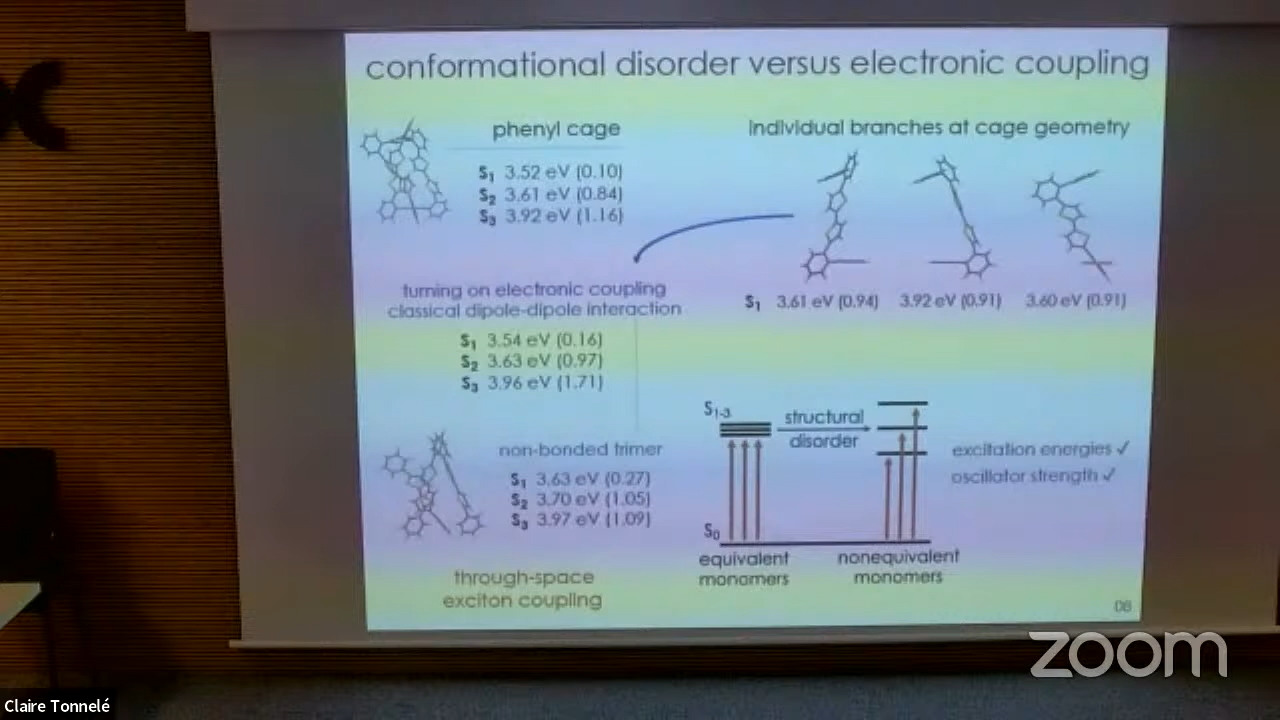 conformational disorder versus electronic coupling
phenyl cage
S1 3.52 eV (0.10)
S2 3.61 eV (0.84)
S3 3.92 eV (1.16)
individual branches at cage geometry
S1 3.61 eV (0.94) 3.92 eV (0.91) 3.60 eV (0.91)
turning on electronic coupling
classical dipole-dipole interaction
S1 3.54 eV (0.16)
S2 3.63 eV (0.97)
S3 3.96 eV (1.71)
non-bonded trimer
S1 3.63 eV (0.27)
S2 3.70 eV (1.05)
S3 3.97 eV (1.09)
through-space
exciton coupling
S1-3
structural
disorder
S0
equivalent
monomers
nonequivalent
monomers
excitation energies ✓
oscillator strength ✓
zoom
Claire Tonnelé